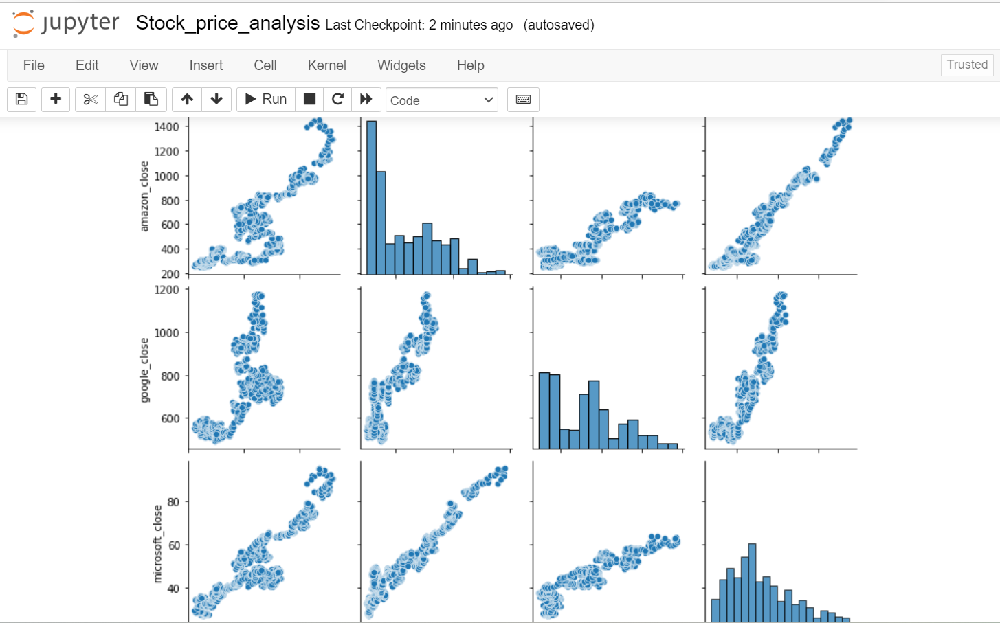 jupyter Stock_price_analysis Last Checkpoint: 2 minutes ago (autosaved)
File Edit View Insert Cell Kernel Widgets Help Trusted
Run Code
1400
1200
1000
800
600
400
200
amazon_close
1200
1000
800
600
google_close
80
60
40
microsoft_close